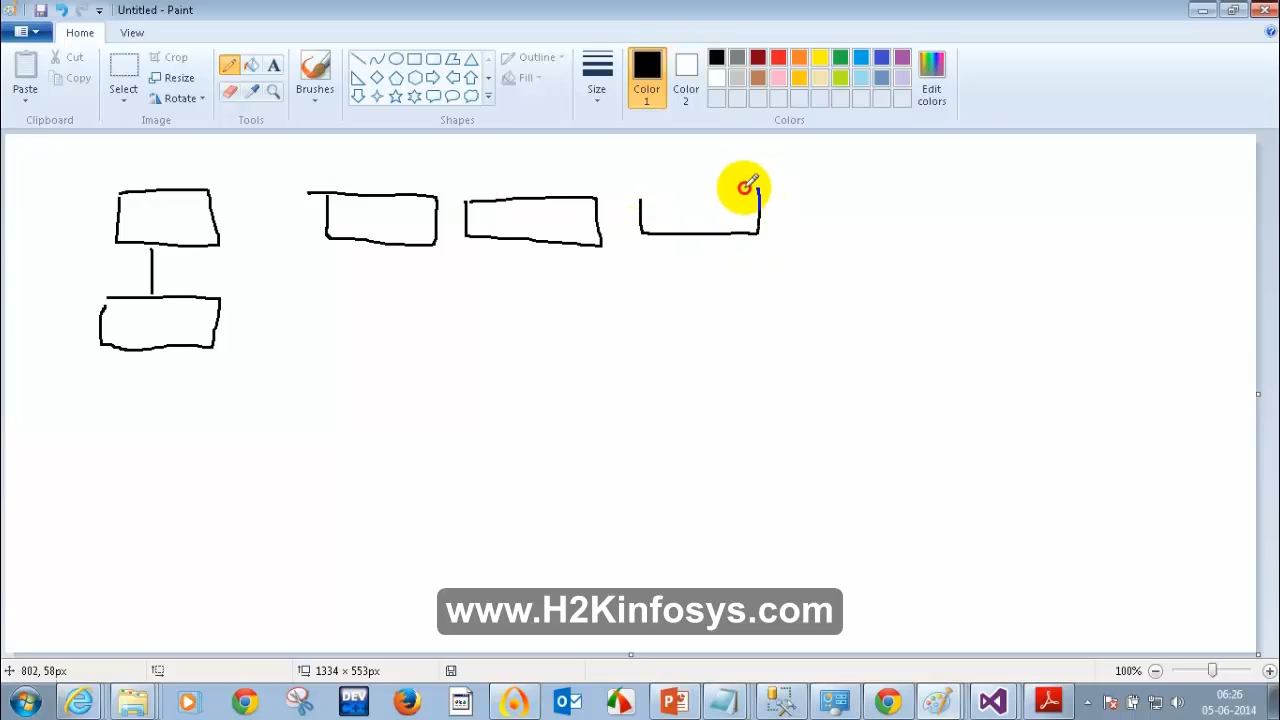 Untitled - Paint
Home
View
Paste
Cut
Copy
Clipboard
Select
Crop
Resize
Rotate
Image
Tools
Brushes
Shapes
Outline
Fill
Size
Color
1
Color
2
Edit
colors
Colors
www.H2Kinfosys.com
802, 58px
1334 × 553px
100%
DEV
06:26
05-06-2014